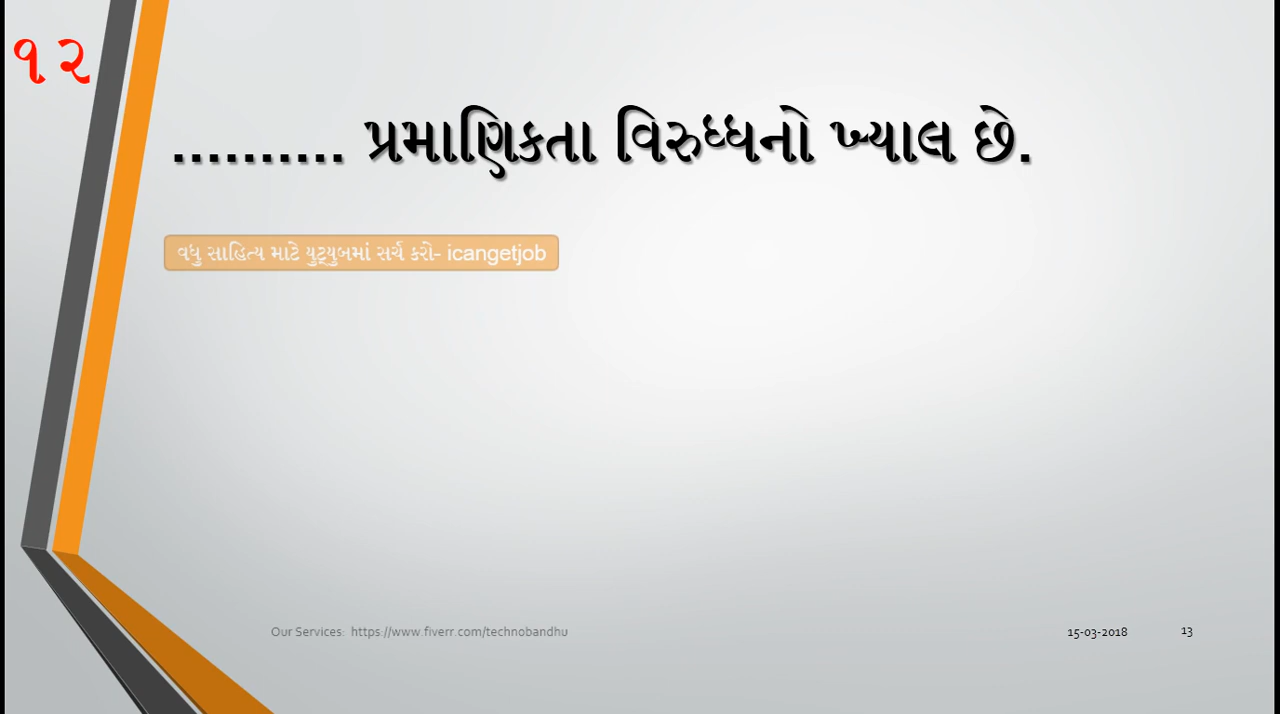 ૧૨
.......... પ્રમાણિકતા વિરુધ્ધનો ખ્યાલ છે.
વધુ સાહિત્ય માટે યુટ્યુબમાં સર્ચ કરો- icangetjob
Our Services: https://www.fiverr.com/technobandhu
15-03-2018
13